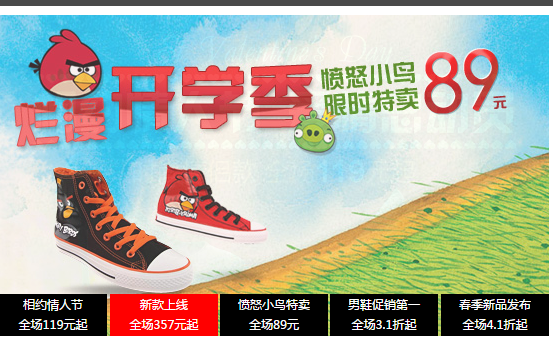 烂漫开学季
愤怒小鸟
限时特卖
89元
相约情人节
全场119元起
新款上线
全场357元起
愤怒小鸟特卖
全场89元
男鞋促销第一
全场3.1折起
春季新品发布
全场4.1折起